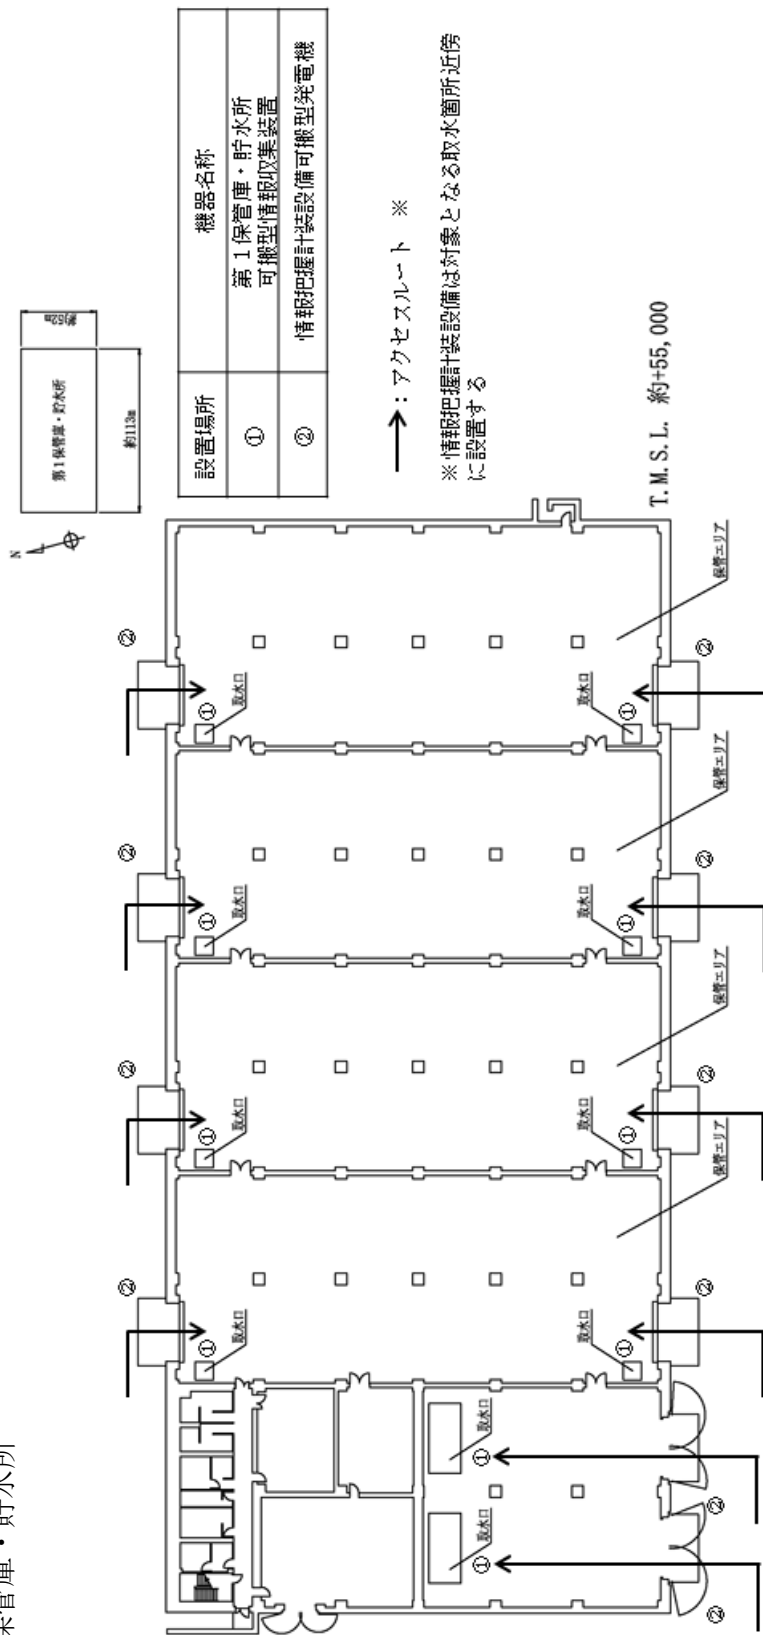 保管庫・貯水所
N
第1保管庫・貯水所
約52m
約113m
設置場所 機器名称
① 第１保管庫・貯水所
可搬型情報収集装置
② 情報把握計装設備可搬型発電機
→：アクセスルート ※
※情報把握計装設備は対象となる取水箇所近傍
に設置する
T.M.S.L. 約+55,000
② ② ② ②
① ① ① ①
取水口 取水口 取水口 取水口
① ① 取水口 取水口
取水口 取水口 取水口 取水口
① ① ① ①
② ② ② ② ② ②
保管エリア 保管エリア 保管エリア 保管エリア